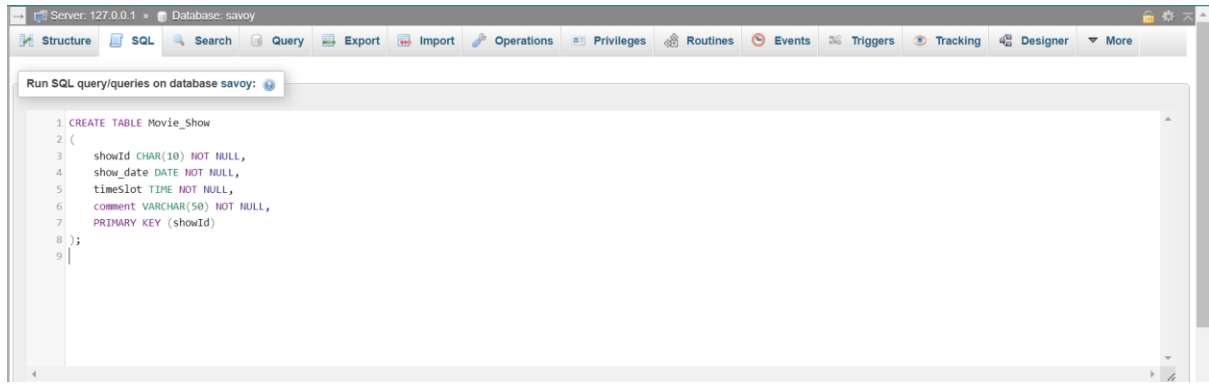 Server: 127.0.0.1 » Database: savoy
Structure SQL Search Query Export Import Operations Privileges Routines Events Triggers Tracking Designer More
Run SQL query/queries on database savoy:
1 CREATE TABLE Movie_Show
2 (
3 showId CHAR(10) NOT NULL,
4 show_date DATE NOT NULL,
5 timeSlot TIME NOT NULL,
6 comment VARCHAR(50) NOT NULL,
7 PRIMARY KEY (showId)
8 );
9